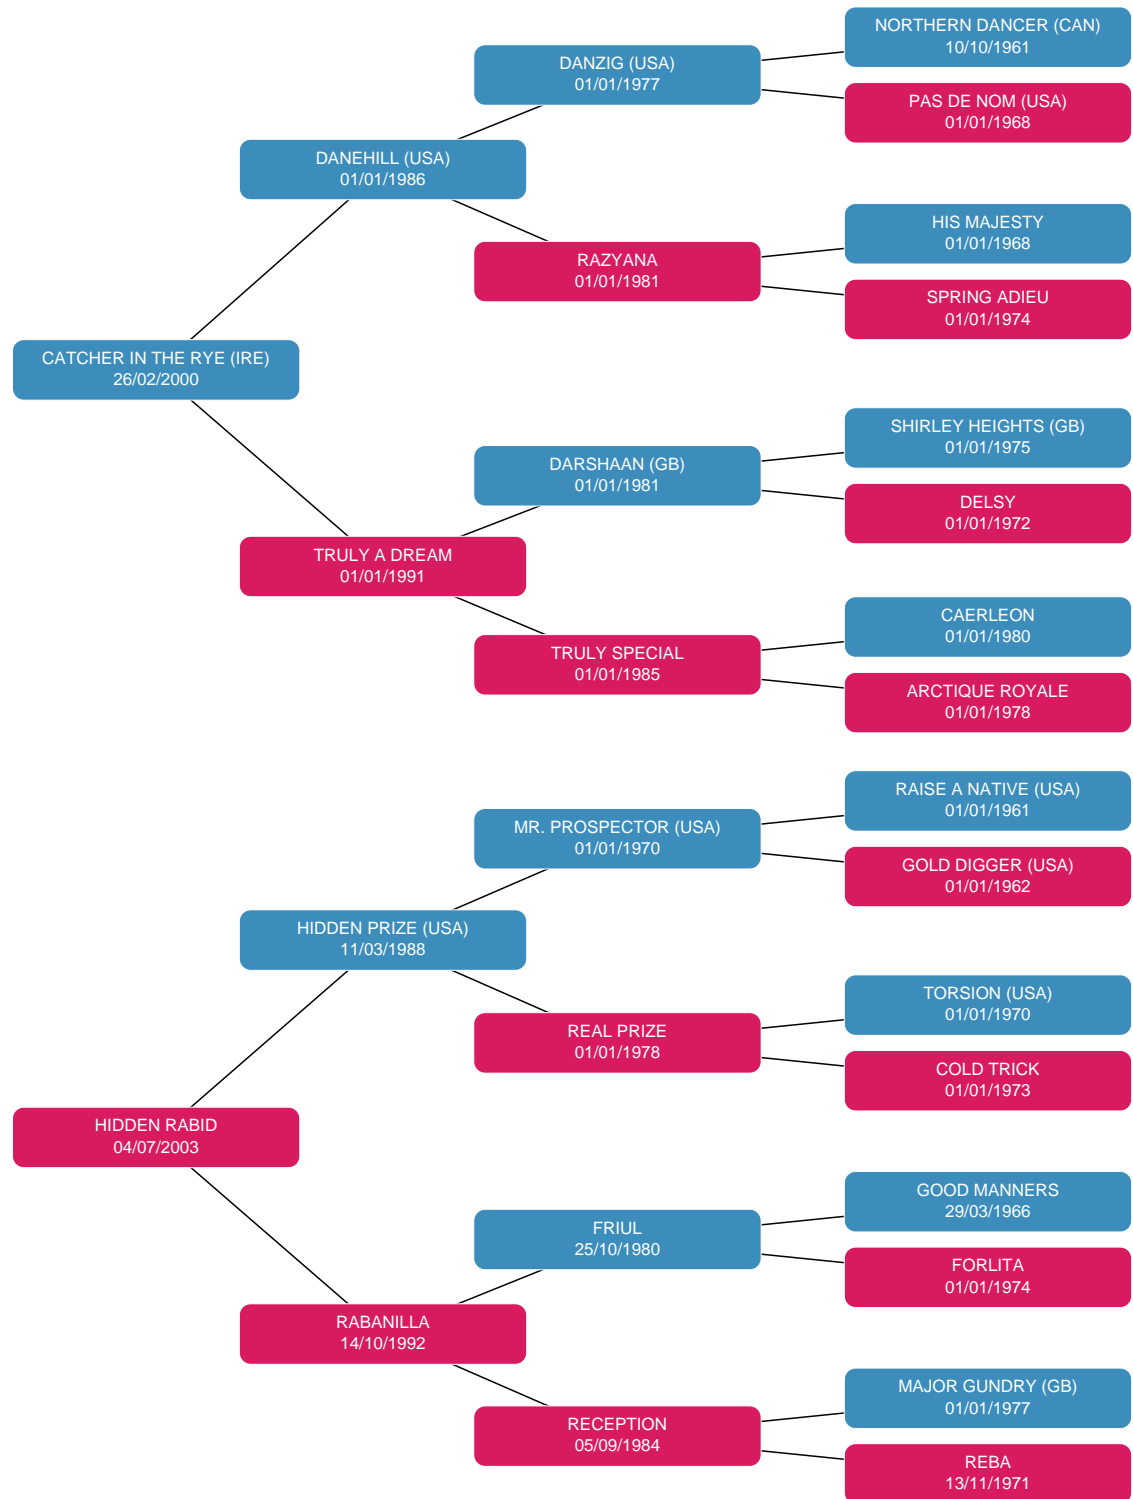 NORTHERN DANCER (CAN)
10/10/1961
DANZIG (USA)
01/01/1977
PAS DE NOM (USA)
01/01/1968
DANEHILL (USA)
01/01/1986
HIS MAJESTY
01/01/1968
RAZYANA
01/01/1981
SPRING ADIEU
01/01/1974
CATCHER IN THE RYE (IRE)
26/02/2000
SHIRLEY HEIGHTS (GB)
01/01/1975
DARSHAAN (GB)
01/01/1981
DELSY
01/01/1972
TRULY A DREAM
01/01/1991
CAERLEON
01/01/1980
TRULY SPECIAL
01/01/1985
ARCTIQUE ROYALE
01/01/1978
RAISE A NATIVE (USA)
01/01/1961
MR. PROSPECTOR (USA)
01/01/1970
GOLD DIGGER (USA)
01/01/1962
HIDDEN PRIZE (USA)
11/03/1988
TORSION (USA)
01/01/1970
REAL PRIZE
01/01/1978
COLD TRICK
01/01/1973
HIDDEN RABID
04/07/2003
GOOD MANNERS
29/03/1966
FRIUL
25/10/1980
FORLITA
01/01/1974
RABANILLA
14/10/1992
MAJOR GUNDRY (GB)
01/01/1977
RECEPTION
05/09/1984
REBA
13/11/1971